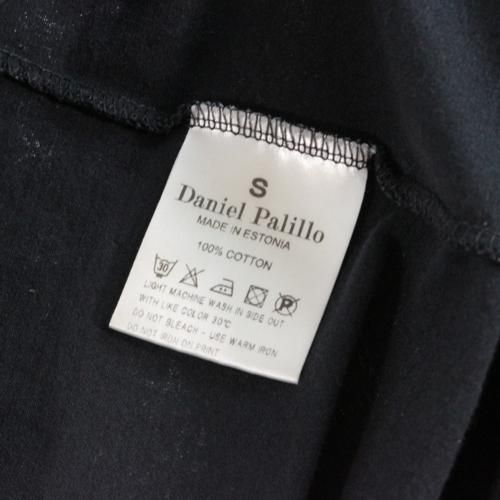 S
Daniel Palillo
MADE IN ESTONIA
100% COTTON
30
P
LIGHT MACHINE WASH IN SIDE OUT
WITH LIKE COLOR 30°C
DO NOT BLEACH - USE WARM IRON
DO NOT IRON ON PRINT